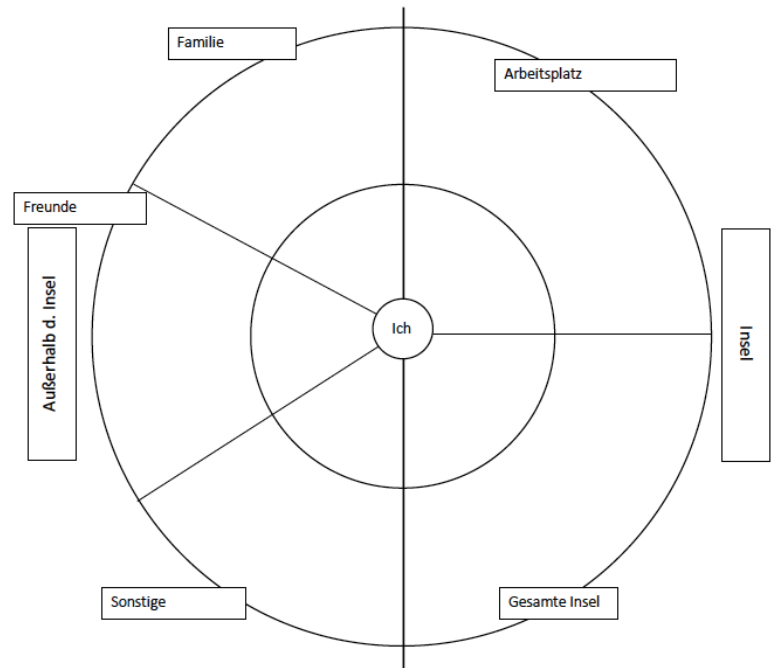 Familie
Arbeitsplatz
Freunde
Außerhalb d. Insel
Ich
Insel
Sonstige
Gesamte Insel